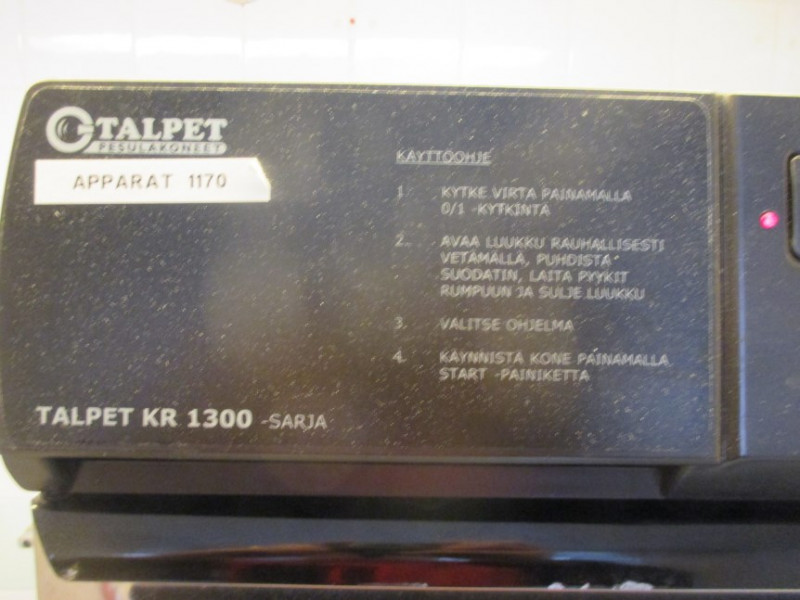 TALPET
PESULAKONEET
APPARAT 1170
KÄYTTÖOHJE
1. KYTKE VIRTA PAINAMALLA
0/1 -KYTKINTÄ
2. AVAA LUUKKU RAUHALLISESTI
VETÄMÄLLÄ, PUHDISTA
SUODATIN, LAITA PYYKIT
RUMPUUN JA SULJE LUUKKU
3. VALITSE OHJELMA
4. KÄYNNISTÄ KONE PAINAMALLA
START -PAINIKETTA
TALPET KR 1300 -SARJA